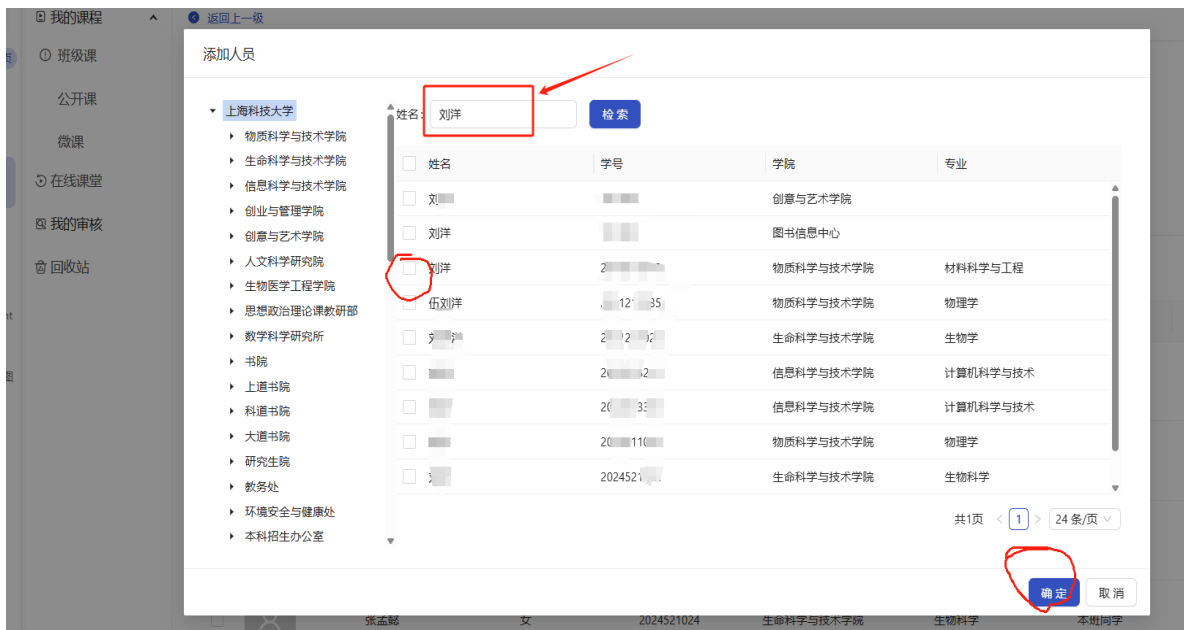 我的课程
返回上一级
班级课
公开课
微课
在线课堂
我的审核
回收站
添加人员
上海科技大学
物质科学与技术学院
生命科学与技术学院
信息科学与技术学院
创业与管理学院
创意与艺术学院
人文科学研究院
生物医学工程学院
思想政治理论课教研部
数学科学研究所
书院
上道书院
科道书院
大道书院
研究生院
教务处
环境安全与健康处
本科招生办公室
姓名: 刘洋 检索
姓名 学号 学院 专业
刘 创意与艺术学院
刘洋 图书信息中心
刘洋 物质科学与技术学院 材料科学与工程
伍刘洋 物质科学与技术学院 物理学
生命科学与技术学院 生物学
信息科学与技术学院 计算机科学与技术
信息科学与技术学院 计算机科学与技术
物质科学与技术学院 物理学
2024521 生命科学与技术学院 生物科学
共1页 < 1 > 24 条/页
确定 取消
张孟懿 女 2024521024 生命科学与技术学院 生物科学 本班同学